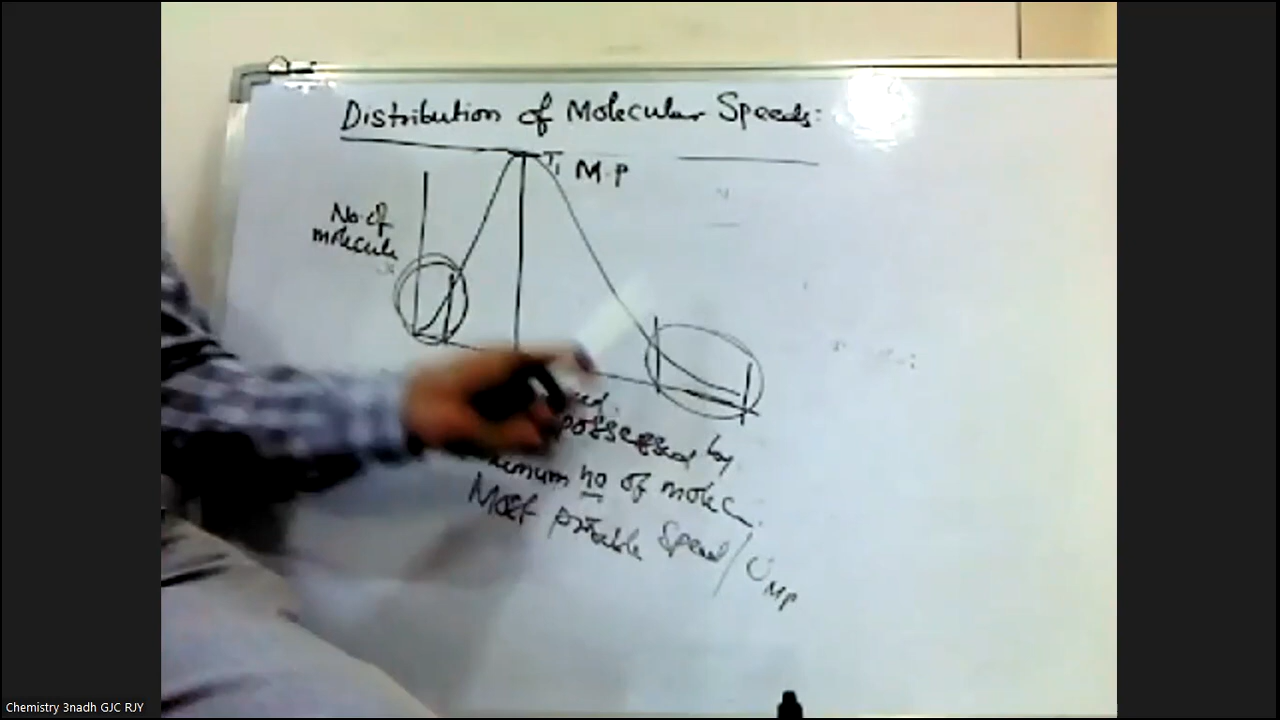 Distribution of Molecular Speeds:
T₁ M.P
No of
molecule
possessed by
no of molec
Most probable Speed / U MP
Chemistry 3nadh GJC RJY